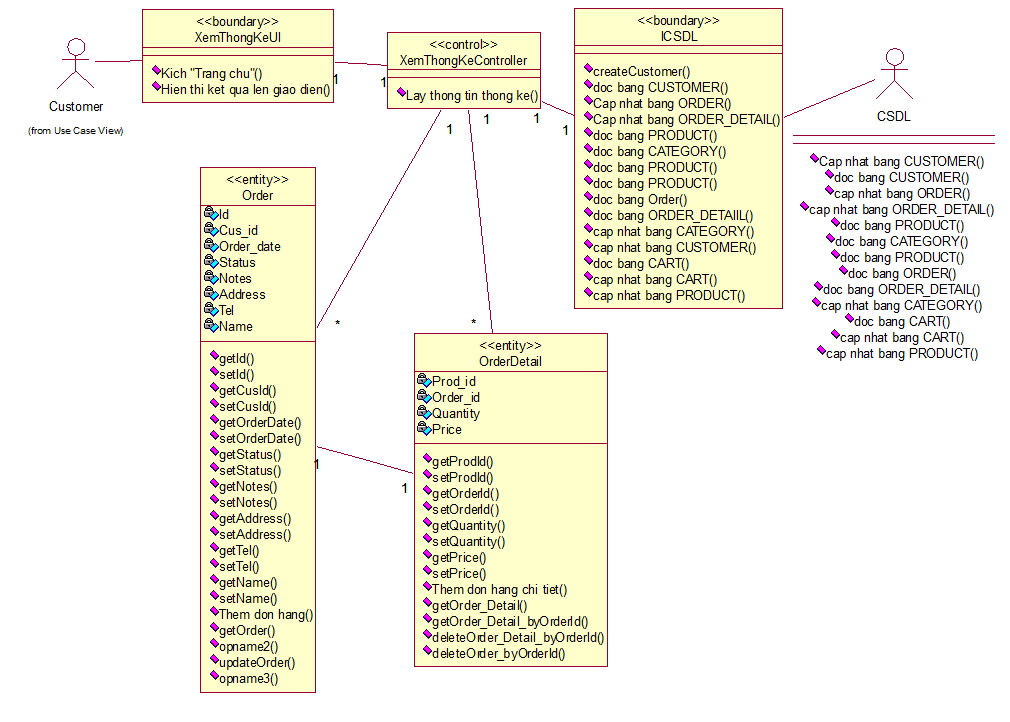 Customer
(from Use Case View)
<<boundary>>
XemThongKeUI
Kich "Trang chu"()
Hien thi ket qua len giao dien()
1
1
<<control>>
XemThongKeController
Lay thong tin thong ke()
1
1
1
1
<<boundary>>
ICSDL
createCustomer()
doc bang CUSTOMER()
Cap nhat bang ORDER()
Cap nhat bang ORDER_DETAIL()
doc bang PRODUCT()
doc bang CATEGORY()
doc bang PRODUCT()
doc bang PRODUCT()
doc bang Order()
doc bang ORDER_DETAIIL()
cap nhat bang CATEGORY()
cap nhat bang CUSTOMER()
doc bang CART()
cap nhat bang CART()
cap nhat bang PRODUCT()
CSDL
Cap nhat bang CUSTOMER()
doc bang CUSTOMER()
cap nhat bang ORDER()
cap nhat bang ORDER_DETAIL()
doc bang PRODUCT()
doc bang CATEGORY()
doc bang PRODUCT()
doc bang ORDER()
doc bang ORDER_DETAIL()
cap nhat bang CATEGORY()
doc bang CART()
cap nhat bang CART()
cap nhat bang PRODUCT()
<<entity>>
Order
Id
Cus_id
Order_date
Status
Notes
Address
Tel
Name
getId()
setId()
getCusId()
setCusId()
getOrderDate()
setOrderDate()
getStatus()
setStatus()
getNotes()
setNotes()
getAddress()
setAddress()
getTel()
setTel()
getName()
setName()
Them don hang()
getOrder()
opname2()
updateOrder()
opname3()
*
*
1
1
<<entity>>
OrderDetail
Prod_id
Order_id
Quantity
Price
getProdId()
setProdId()
getOrderId()
setOrderId()
getQuantity()
setQuantity()
getPrice()
setPrice()
Them don hang chi tiet()
getOrder_Detail()
getOrder_Detail_byOrderId()
deleteOrder_Detail_byOrderId()
deleteOrder_byOrderId()